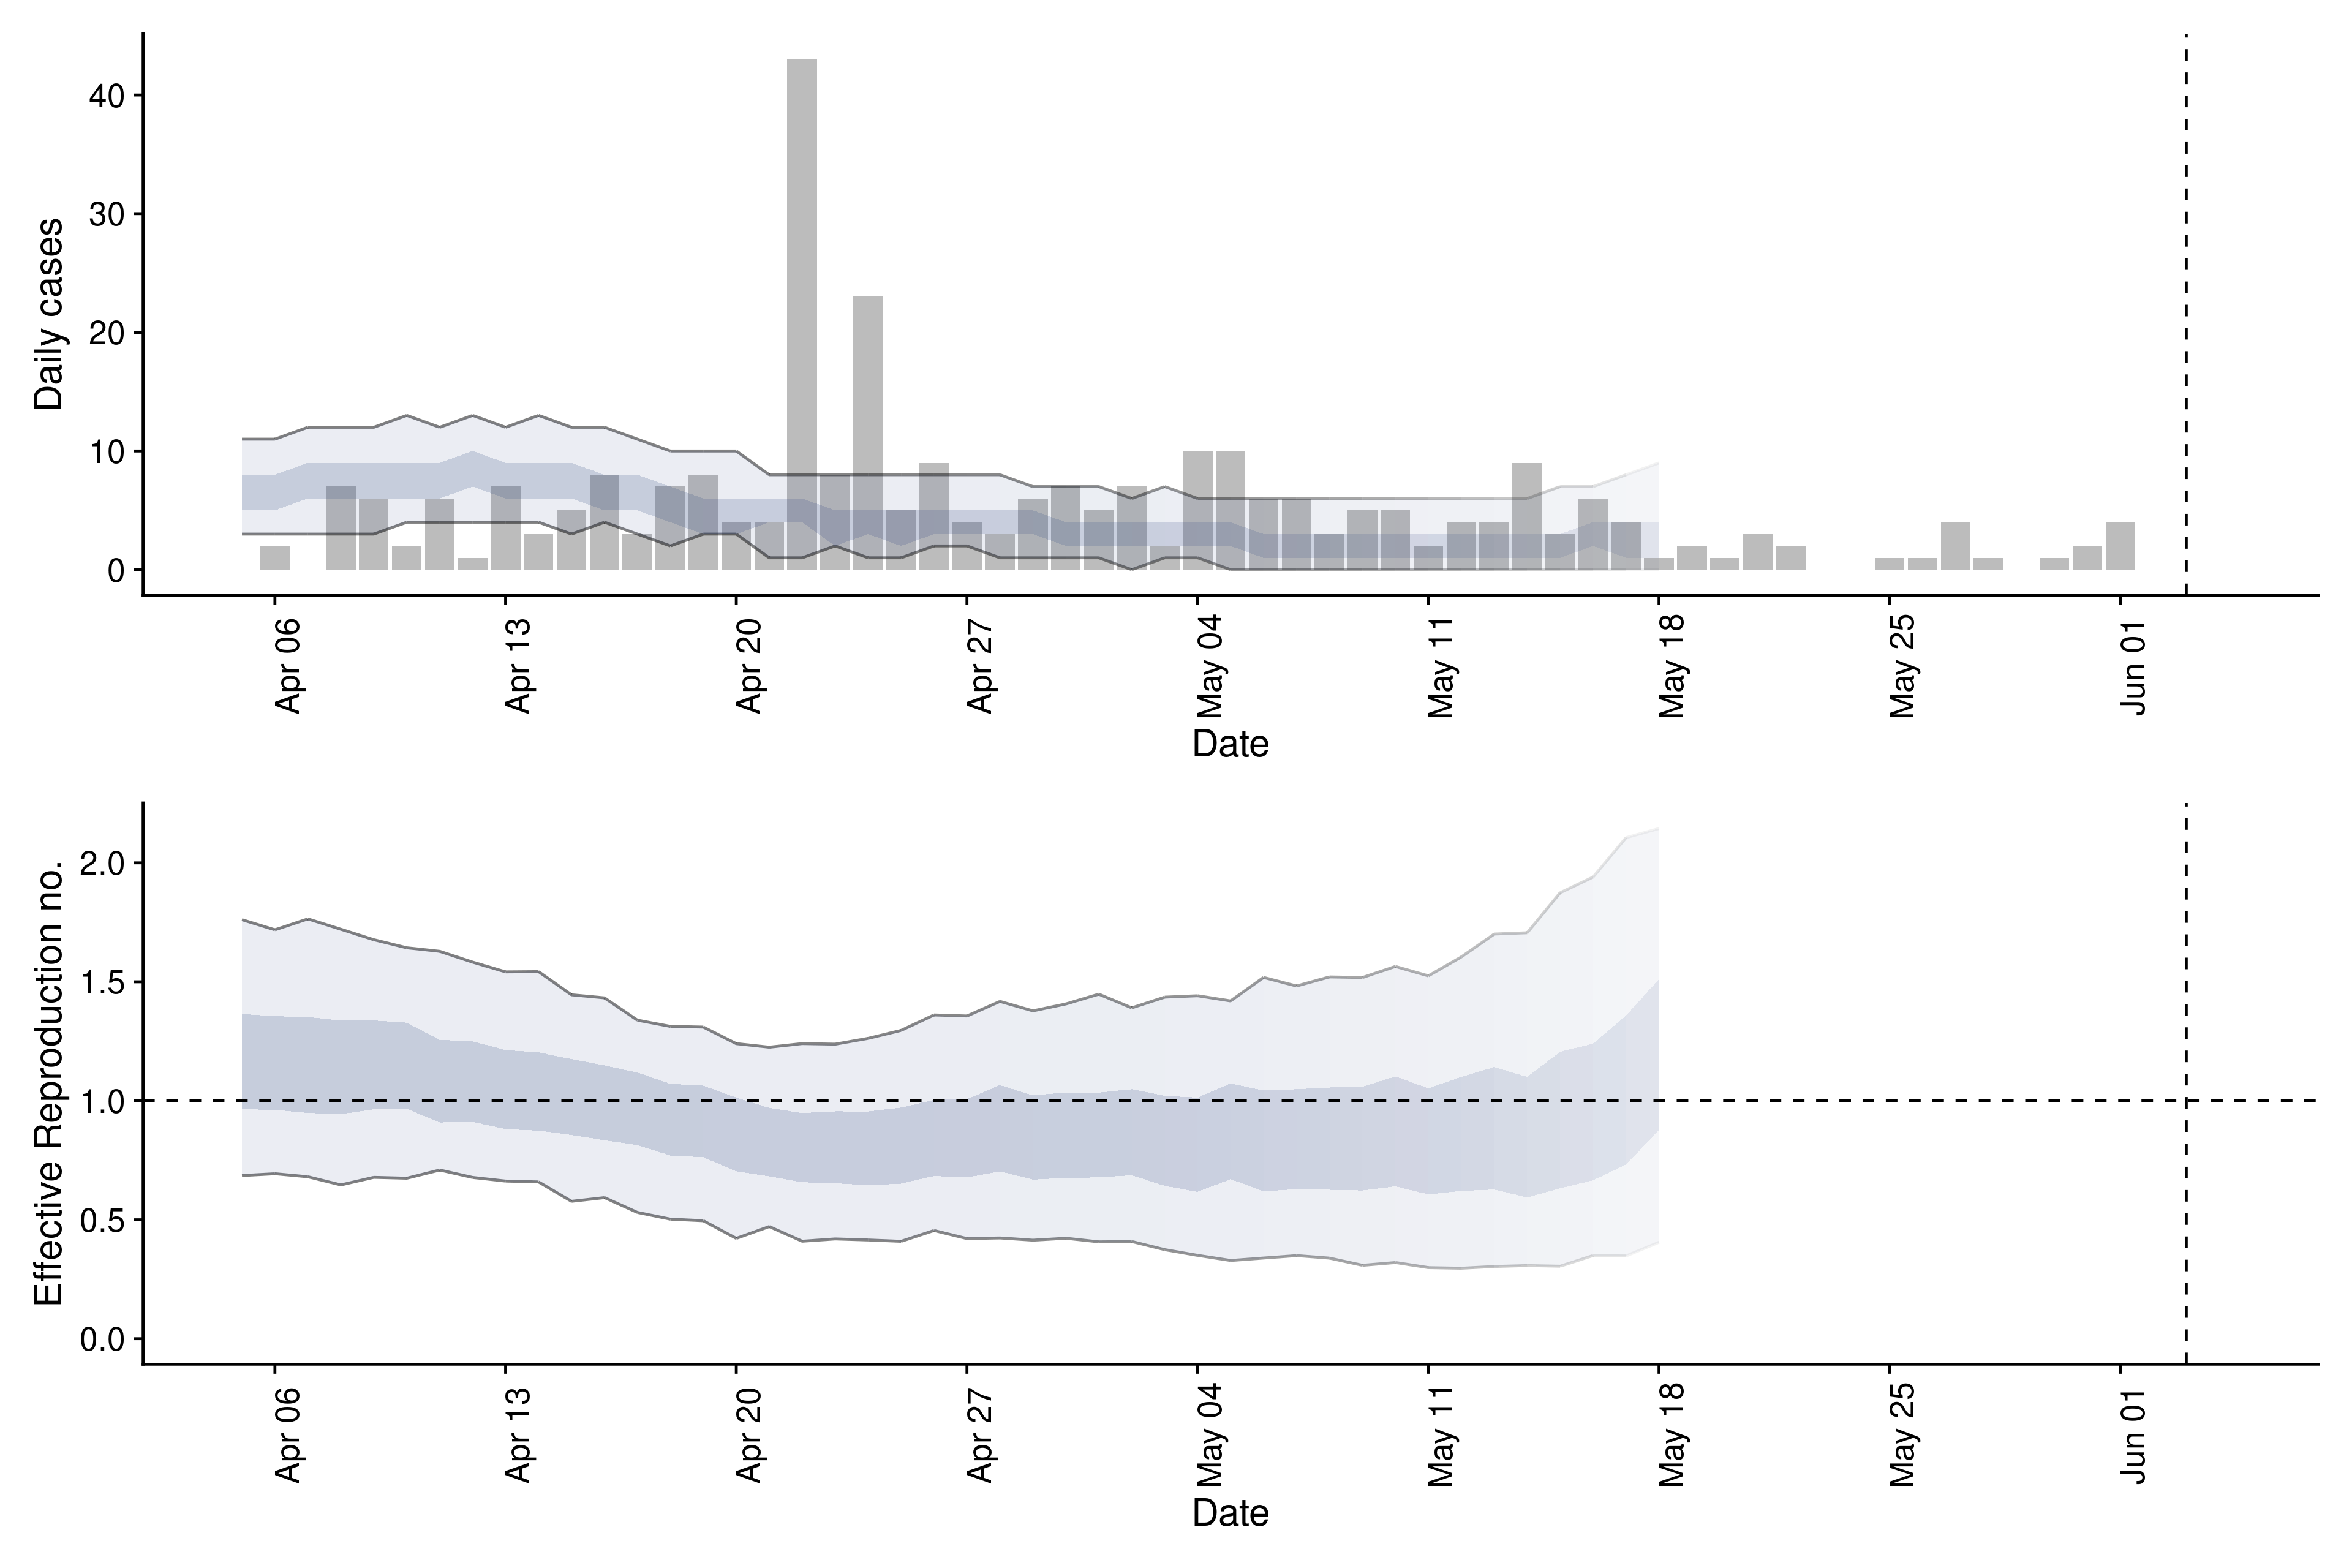 Daily cases
40
30
20
10
0
Apr 06
Apr 13
Apr 20
Apr 27
May 04
May 11
May 18
May 25
Jun 01
Date
Effective Reproduction no.
2.0
1.5
1.0
0.5
0.0
Apr 06
Apr 13
Apr 20
Apr 27
May 04
May 11
May 18
May 25
Jun 01
Date